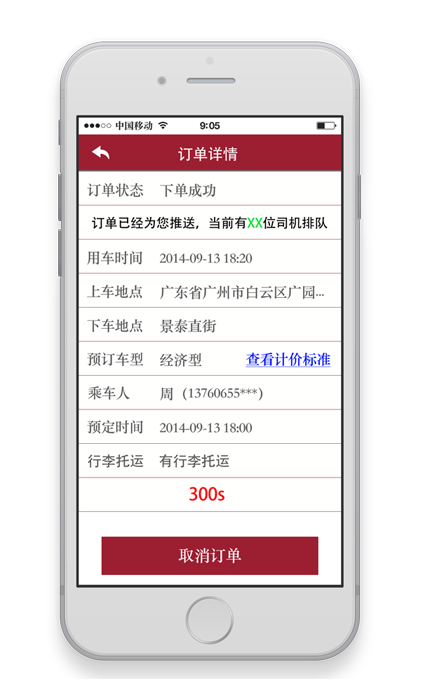 中国移动 9:05
订单详情
订单状态 下单成功
订单已经为您推送，当前有XX位司机排队
用车时间 2014-09-13 18:20
上车地点 广东省广州市白云区广园...
下车地点 景泰直街
预订车型 经济型 查看计价标准
乘车人 周（13760655***）
预定时间 2014-09-13 18:00
行李托运 有行李托运
300s
取消订单